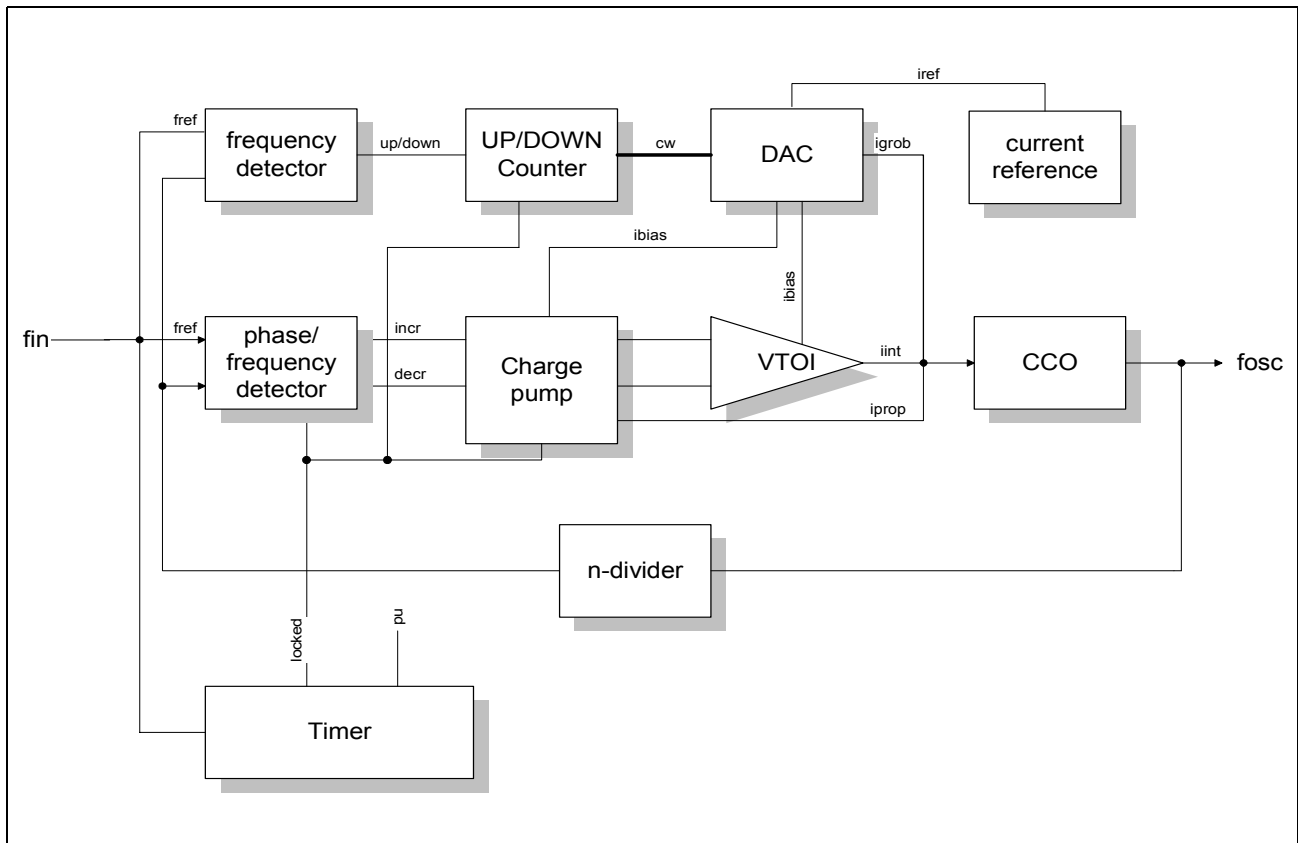 iref
fref
frequency
detector
up/down
UP/DOWN
Counter
cw
DAC
igrob
current
reference
ibias
ibias
fin
fref
phase/
frequency
detector
incr
decr
Charge
pump
VTOI
iint
iprop
CCO
fosc
n-divider
locked
pu
Timer